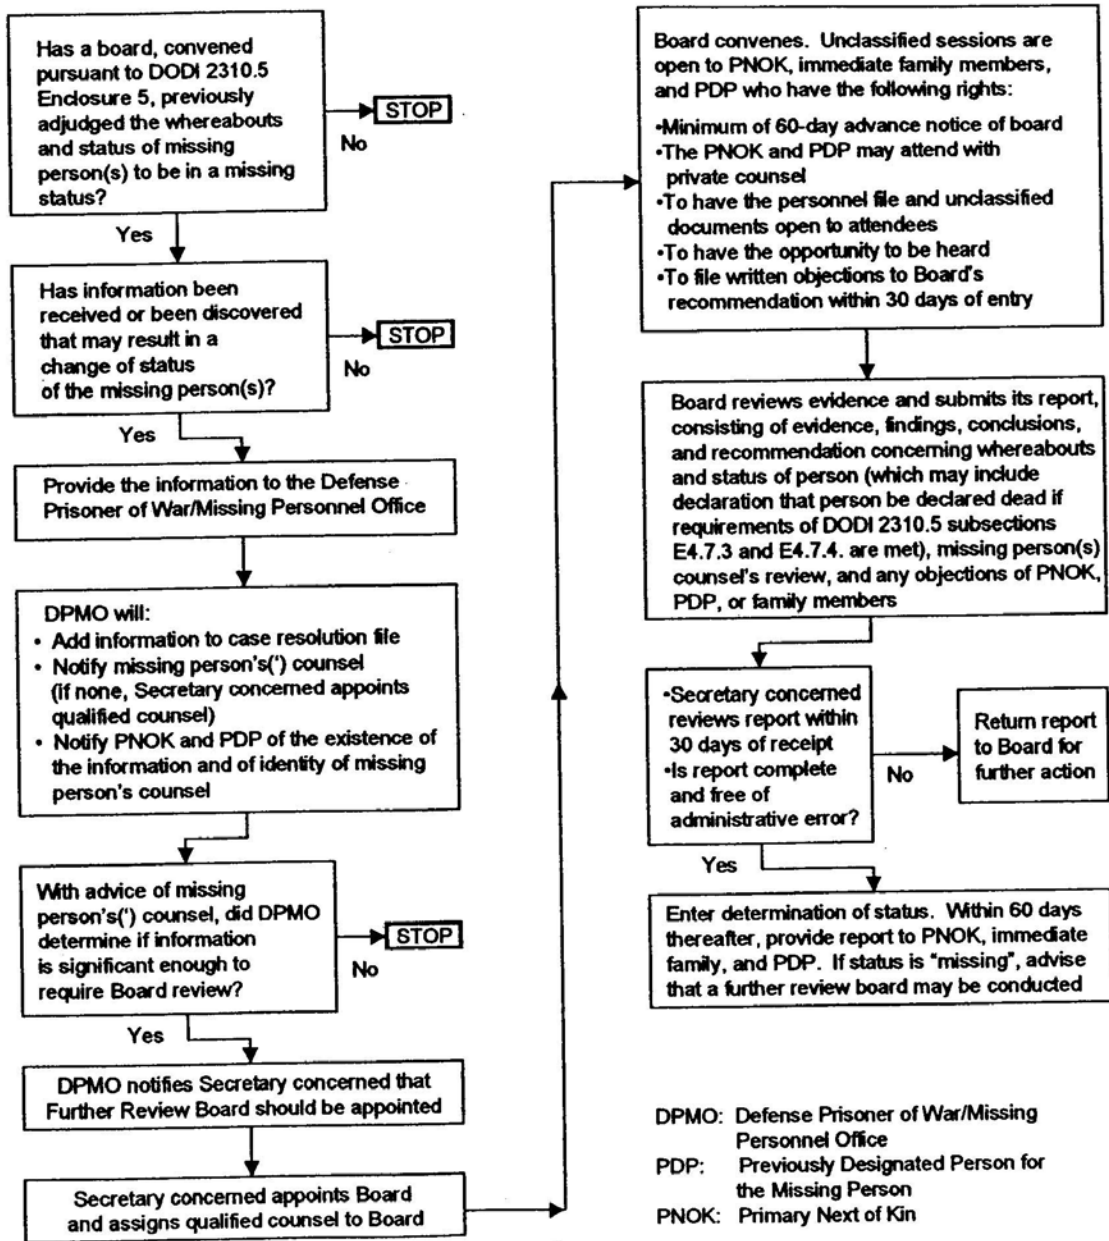 Has a board, convened
pursuant to DODI 2310.5
Enclosure 5, previously
adjudged the whereabouts
and status of missing
person(s) to be in a missing
status?
STOP
No
Yes
Has information been
received or been discovered
that may result in a
change of status
of the missing person(s)?
STOP
No
Yes
Provide the information to the Defense
Prisoner of War/Missing Personnel Office
DPMO will:
• Add information to case resolution file
• Notify missing person's(') counsel
(if none, Secretary concerned appoints
qualified counsel)
• Notify PNOK and PDP of the existence of
the information and of identity of missing
person's counsel
With advice of missing
person's(') counsel, did DPMO
determine if information
is significant enough to
require Board review?
STOP
No
Yes
DPMO notifies Secretary concerned that
Further Review Board should be appointed
Secretary concerned appoints Board
and assigns qualified counsel to Board
Board convenes. Unclassified sessions are
open to PNOK, immediate family members,
and PDP who have the following rights:
•Minimum of 60-day advance notice of board
•The PNOK and PDP may attend with
private counsel
•To have the personnel file and unclassified
documents open to attendees
•To have the opportunity to be heard
•To file written objections to Board's
recommendation within 30 days of entry
Board reviews evidence and submits its report,
consisting of evidence, findings, conclusions,
and recommendation concerning whereabouts
and status of person (which may include
declaration that person be declared dead if
requirements of DODI 2310.5 subsections
E4.7.3 and E4.7.4. are met), missing person(s)
counsel's review, and any objections of PNOK,
PDP, or family members
•Secretary concerned
reviews report within
30 days of receipt
•Is report complete
and free of
administrative error?
No
Return report
to Board for
further action
Yes
Enter determination of status. Within 60 days
thereafter, provide report to PNOK, immediate
family, and PDP. If status is "missing", advise
that a further review board may be conducted
DPMO: Defense Prisoner of War/Missing
Personnel Office
PDP: Previously Designated Person for
the Missing Person
PNOK: Primary Next of Kin